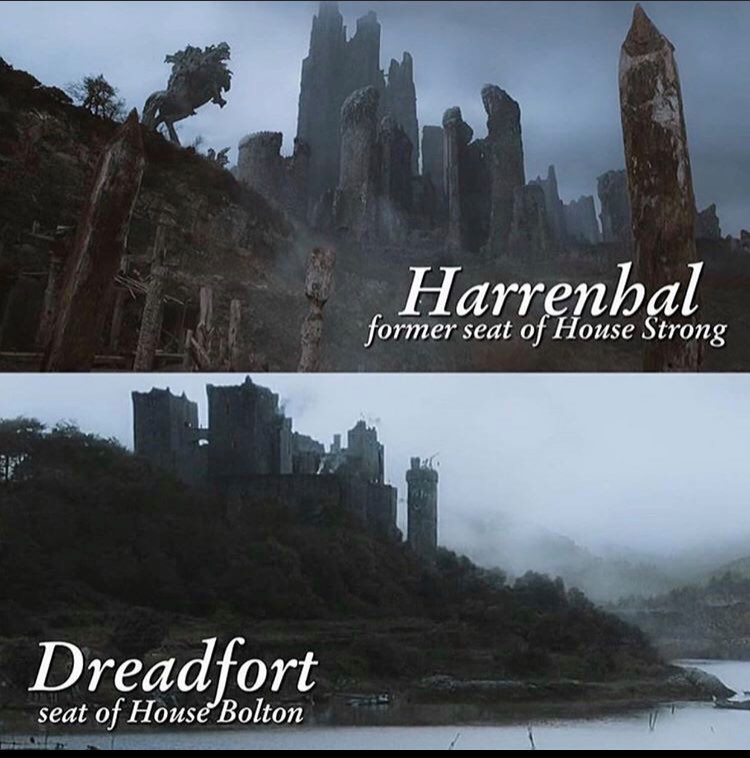 Harrenhal
former seat of House Strong
Dreadfort
seat of House Bolton